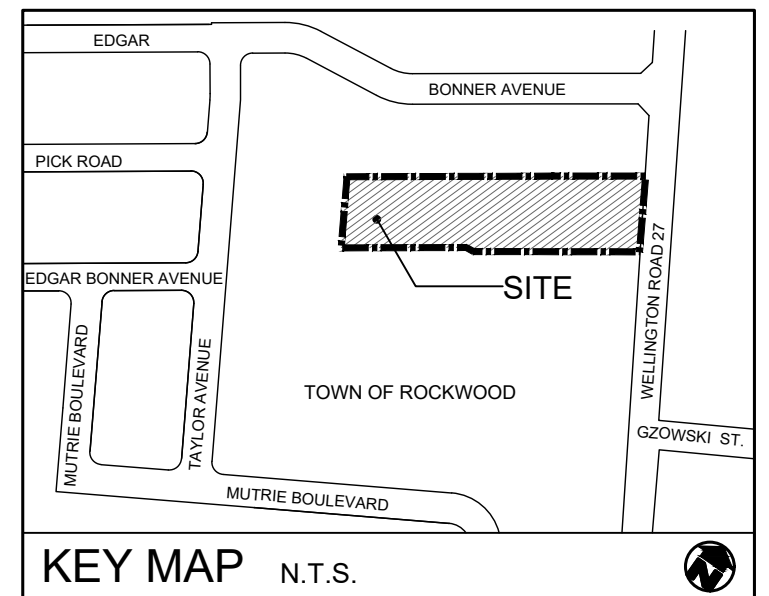 EDGAR
BONNER AVENUE
PICK ROAD
EDGAR BONNER AVENUE
SITE
WELLINGTON ROAD 27
MUTRIE BOULEVARD
TAYLOR AVENUE
TOWN OF ROCKWOOD
GZOWSKI ST.
MUTRIE BOULEVARD
KEY MAP N.T.S.
N